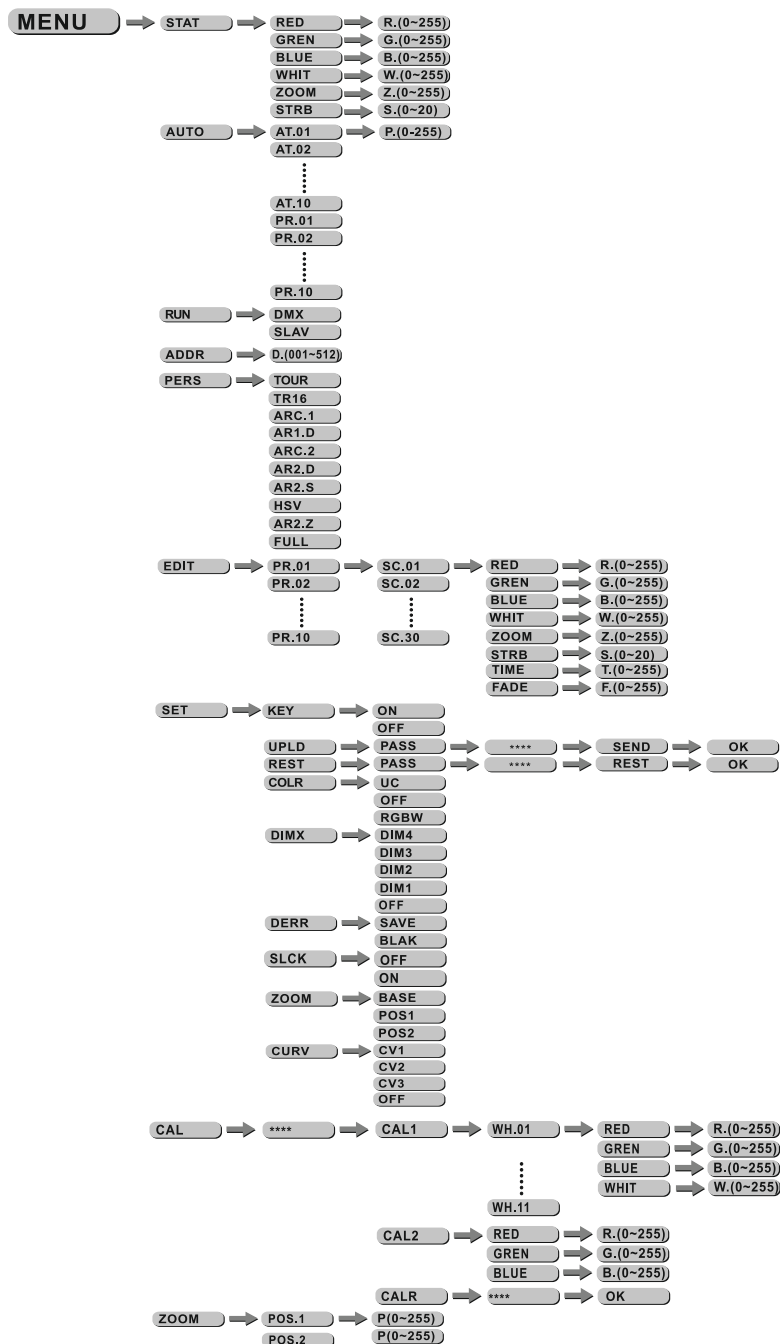 MENU STAT RED R.(0~255)
GREN G.(0~255)
BLUE B.(0~255)
WHIT W.(0~255)
ZOOM Z.(0~255)
STRB S.(0~20)
AUTO AT.01 P.(0-255)
AT.02
AT.10
PR.01
PR.02
PR.10
RUN DMX
SLAV
ADDR D.(001~512)
PERS TOUR
TR16
ARC.1
AR1.D
ARC.2
AR2.D
AR2.S
HSV
AR2.Z
FULL
EDIT PR.01 SC.01 RED R.(0~255)
PR.02 SC.02 GREN G.(0~255)
BLUE B.(0~255)
WHIT W.(0~255)
PR.10 SC.30 ZOOM Z.(0~255)
STRB S.(0~20)
TIME T.(0~255)
FADE F.(0~255)
SET KEY ON
OFF
UPLD PASS **** SEND OK
REST PASS **** REST OK
COLR UC
OFF
RGBW
DIMX DIM4
DIM3
DIM2
DIM1
OFF
DERR SAVE
BLAK
SLCK OFF
ON
ZOOM BASE
POS1
POS2
CURV CV1
CV2
CV3
OFF
CAL **** CAL1 WH.01 RED R.(0~255)
GREN G.(0~255)
BLUE B.(0~255)
WHIT W.(0~255)
WH.11
CAL2 RED R.(0~255)
GREN G.(0~255)
BLUE B.(0~255)
CALR **** OK
ZOOM POS.1 P(0~255)
POS.2 P(0~255)